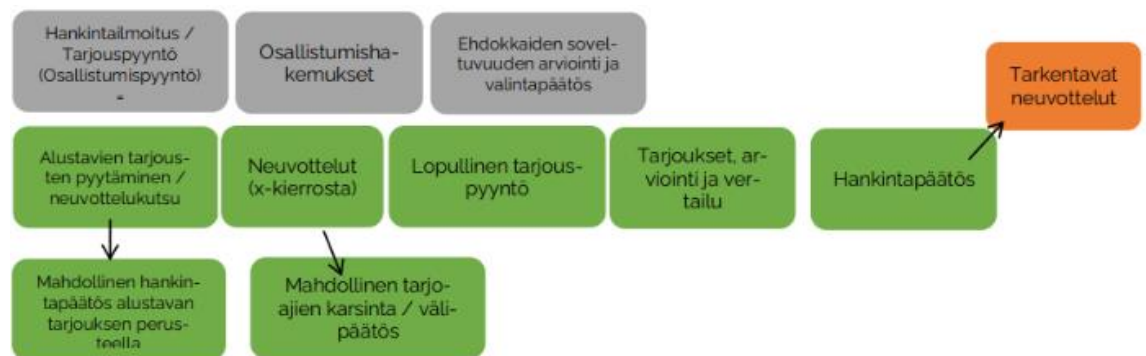 Hankintailmoitus /
Tarjouspyyntö
(Osallistumispyyntö)
-
Osallistumisha-
kemukset
Ehdokkaiden sovel-
tuvuuden arviointi ja
valintapäätös
Tarkentavat
neuvottelut
Alustavien tarjous-
ten pyytäminen /
neuvottelukutsu
Neuvottelut
(x-kierrosta)
Lopullinen tarjous-
pyyntö
Tarjoukset, ar-
viointi ja ver-
tailu
Hankintapäätös
Mahdollinen hankin-
tapäätös alustavan
tarjouksen perus-
teella
Mahdollinen tarjo-
ajien karsinta / väli-
päätös